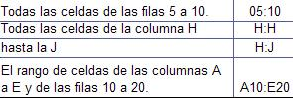 Todas las celdas de las filas 5 a 10. 05:10
Todas las celdas de la columna H H:H
hasta la J H:J
El rango de celdas de las columnas A
a E y de las filas 10 a 20. A10:E20